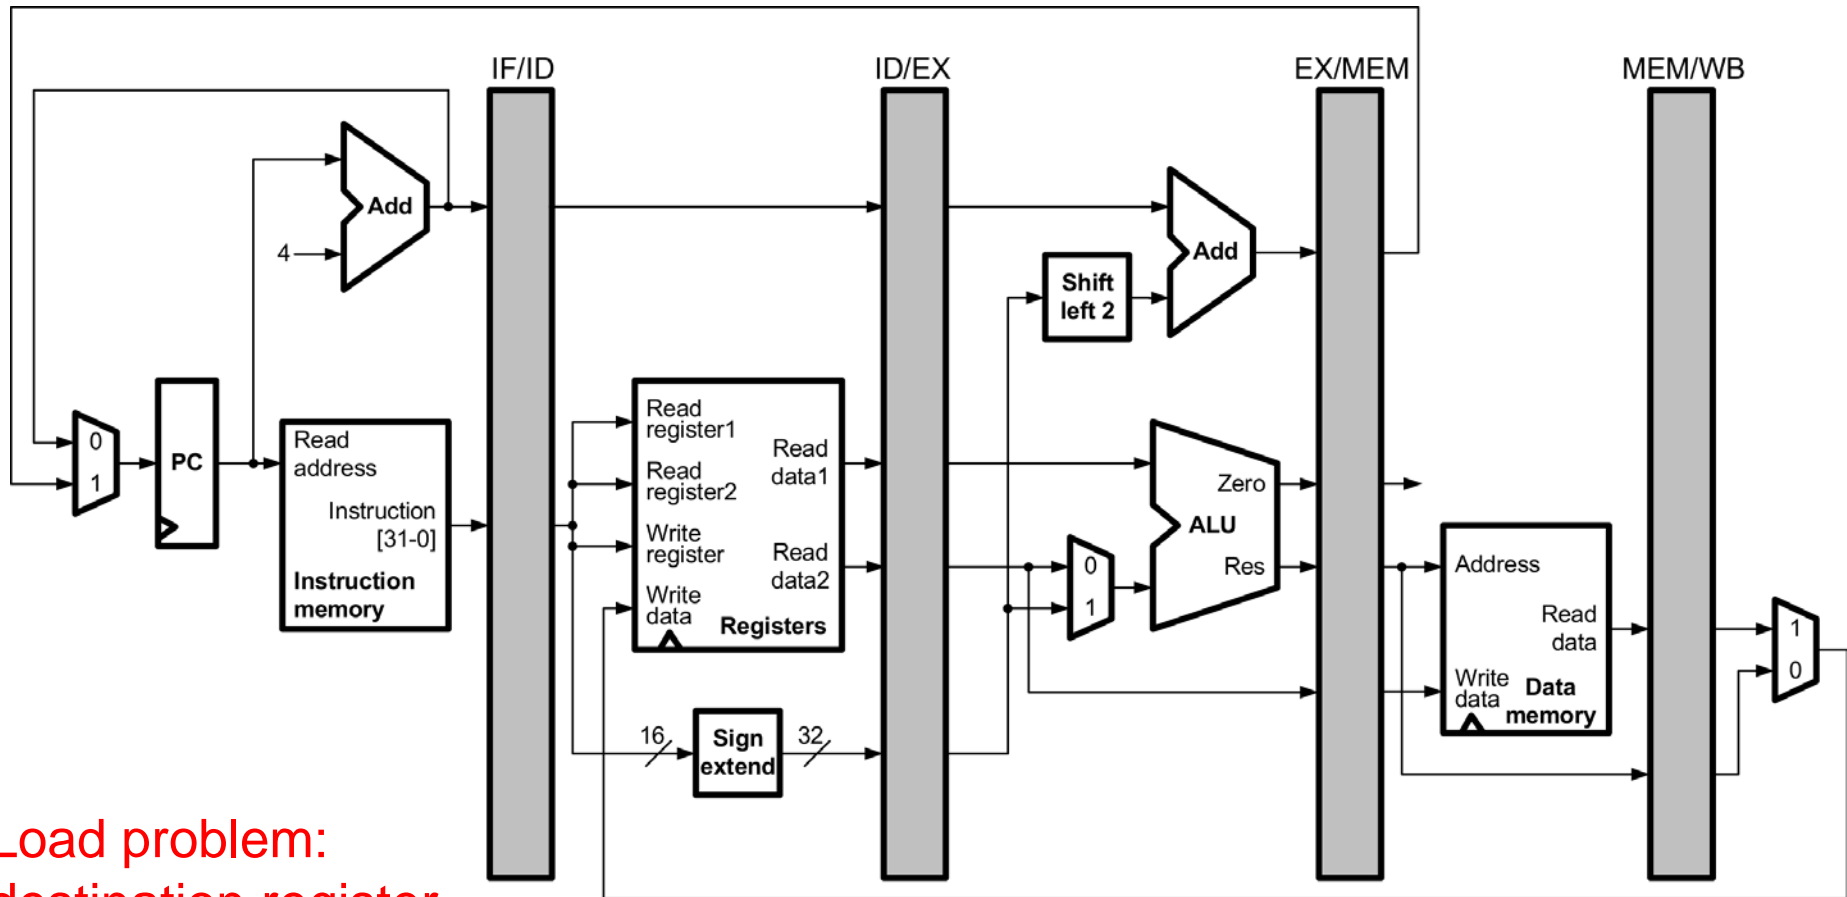 IF/ID
ID/EX
EX/MEM
MEM/WB
Add
4
Add
Shift
left 2
0
1
PC
Read
address
Instruction
[31-0]
Instruction
memory
Read
register1
Read
register2
Write
register
Write
data
Read
data1
Read
data2
Registers
0
1
Zero
ALU
Res
Address
Read
data
Write
data
Data
memory
1
0
16
Sign
extend
32
Load problem:
destination register